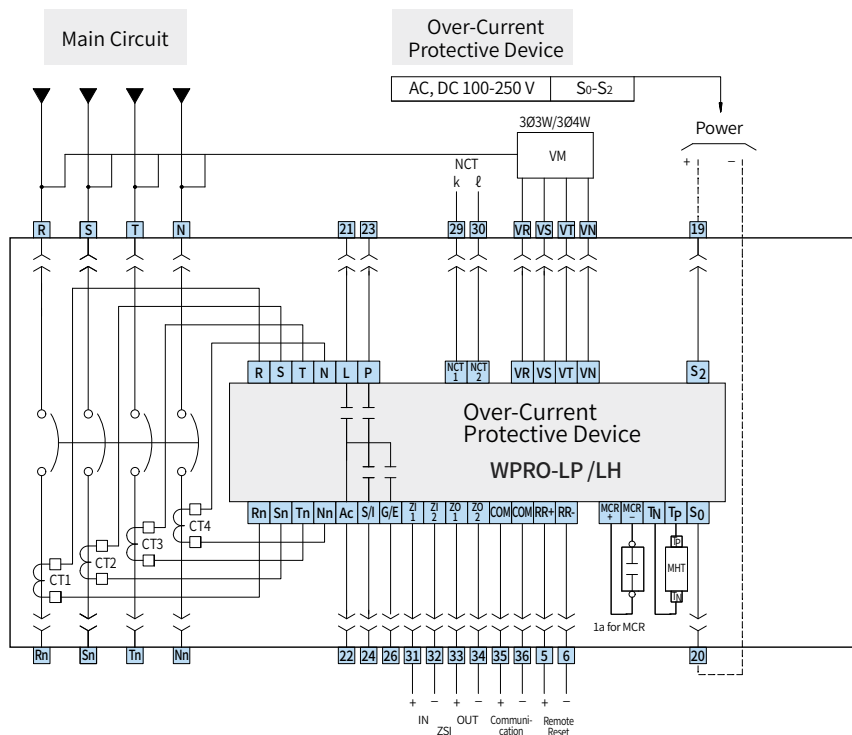 Main Circuit
Over-Current
Protective Device
AC, DC 100-250 V S0-S2
3Ø3W/3Ø4W
Power
VM
NCT
k ℓ
+ −
R S T N 21 23 29 30 VR VS VT VN 19
R S T N L P NCT 1 NCT 2 VR VS VT VN S2
Over-Current
Protective Device
WPRO-LP /LH
Rn Sn Tn Nn Ac S/I G/E ZI 1 ZI 2 ZO 1 ZO 2 COM COM RR+ RR- MCR + MCR − TN TP S0
CT4
CT3
CT2
CT1
TP
MHT
TN
1a for MCR
Rn Sn Tn Nn 22 24 26 31 32 33 34 35 36 5 6 20
+ − + − + − + −
IN OUT Communi- Remote
ZSI cation Reset